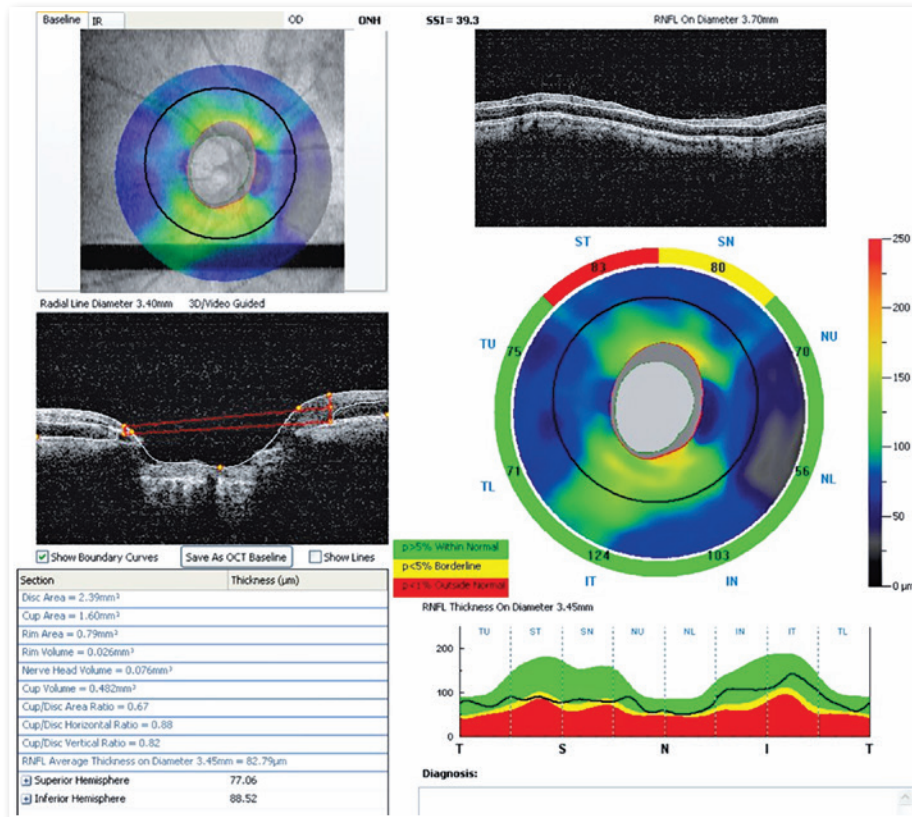 Baseline
IR
OD
ONH
SSI= 39.3
RNFL On Diameter 3.70mm
Radial Line Diameter 3.40mm 3D/Video Guided
ST
SN
83
80
TU
NU
75
70
71
56
TL
NL
124
103
IT
IN
250
200
150
100
50
0 µm
Show Boundary Curves
Save As OCT Baseline
Show Lines
p>5% Within Normal
p<5% Borderline
p<1% Outside Normal
Section Thickness (µm)
Disc Area = 2.39mm²
Cup Area = 1.60mm²
Rim Area = 0.79mm²
Rim Volume = 0.026mm³
Nerve Head Volume = 0.076mm³
Cup Volume = 0.482mm³
Cup/Disc Area Ratio = 0.67
Cup/Disc Horizontal Ratio = 0.88
Cup/Disc Vertical Ratio = 0.82
RNFL Average Thickness on Diameter 3.45mm = 82.79µm
Superior Hemisphere 77.06
Inferior Hemisphere 88.52
RNFL Thickness On Diameter 3.45mm
TU ST SN NU NL IN IT TL
200
100
0
T S N I T
Diagnosis: